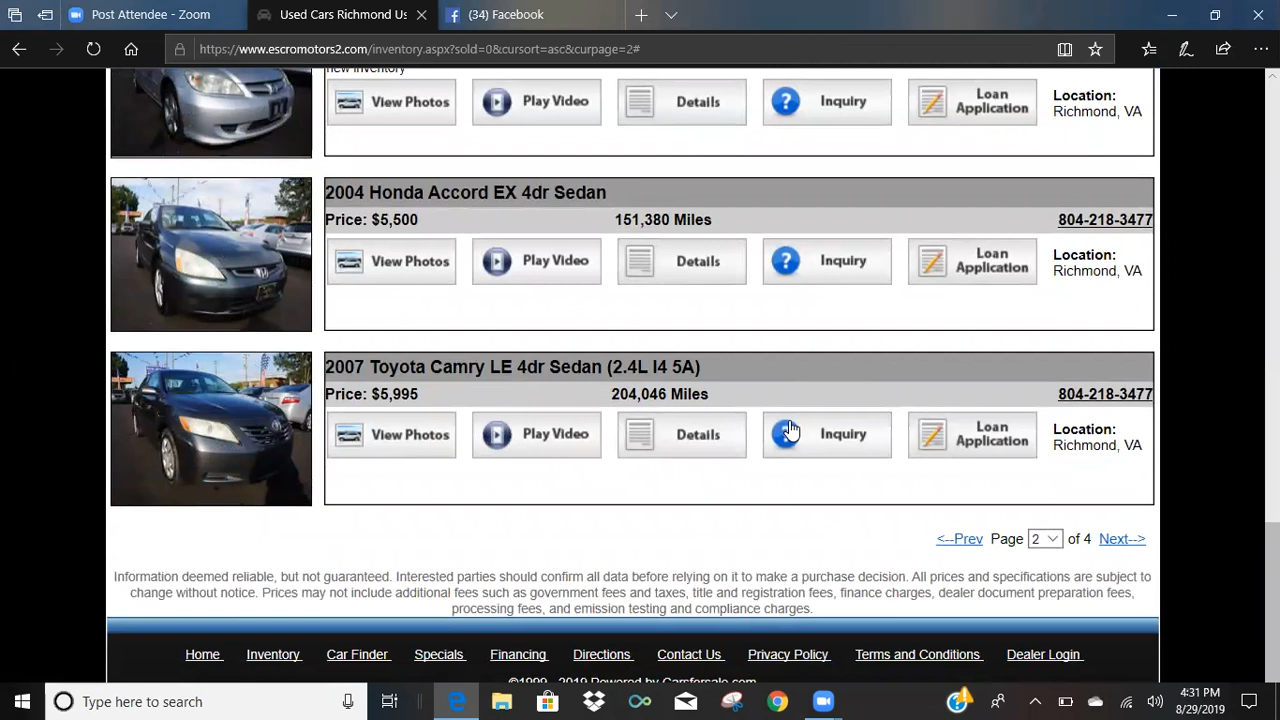 Post Attendee - Zoom
Used Cars Richmond Us
(34) Facebook
https://www.escromotors2.com/inventory.aspx?sold=0&cursort=asc&curpage=2#
new inventory
View Photos Play Video Details Inquiry Loan Application Location: Richmond, VA
2004 Honda Accord EX 4dr Sedan
Price: $5,500 151,380 Miles 804-218-3477
View Photos Play Video Details Inquiry Loan Application Location: Richmond, VA
2007 Toyota Camry LE 4dr Sedan (2.4L I4 5A)
Price: $5,995 204,046 Miles 804-218-3477
View Photos Play Video Details Inquiry Loan Application Location: Richmond, VA
<--Prev Page 2 of 4 Next-->
Information deemed reliable, but not guaranteed. Interested parties should confirm all data before relying on it to make a purchase decision. All prices and specifications are subject to
change without notice. Prices may not include additional fees such as government fees and taxes, title and registration fees, finance charges, dealer document preparation fees,
processing fees, and emission testing and compliance charges.
Home Inventory Car Finder Specials Financing Directions Contact Us Privacy Policy Terms and Conditions Dealer Login
©1999 - 2019 Powered by Carsforsale.com
Type here to search
4:31 PM
8/29/2019